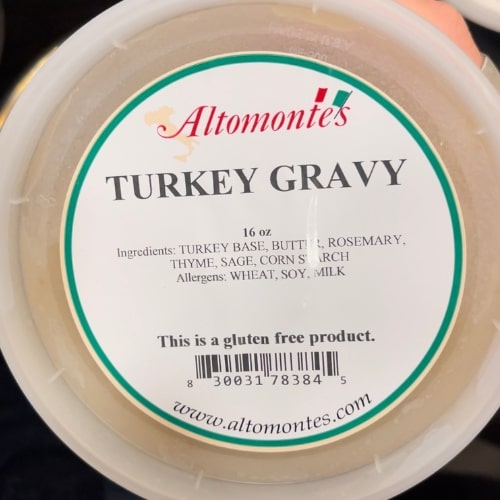 Altomonte's
TURKEY GRAVY
16 oz
Ingredients: TURKEY BASE, BUTTER, ROSEMARY,
THYME, SAGE, CORN STARCH
Allergens: WHEAT, SOY, MILK
This is a gluten free product.
8 30031 78384 5
www.altomontes.com